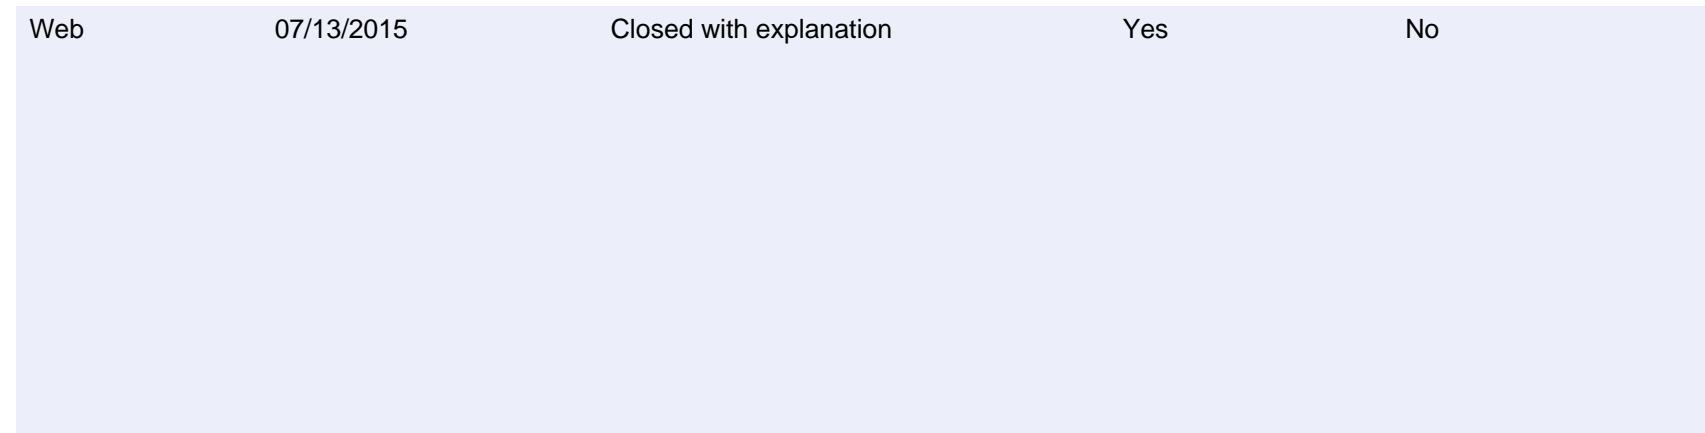 Web 07/13/2015 Closed with explanation Yes No